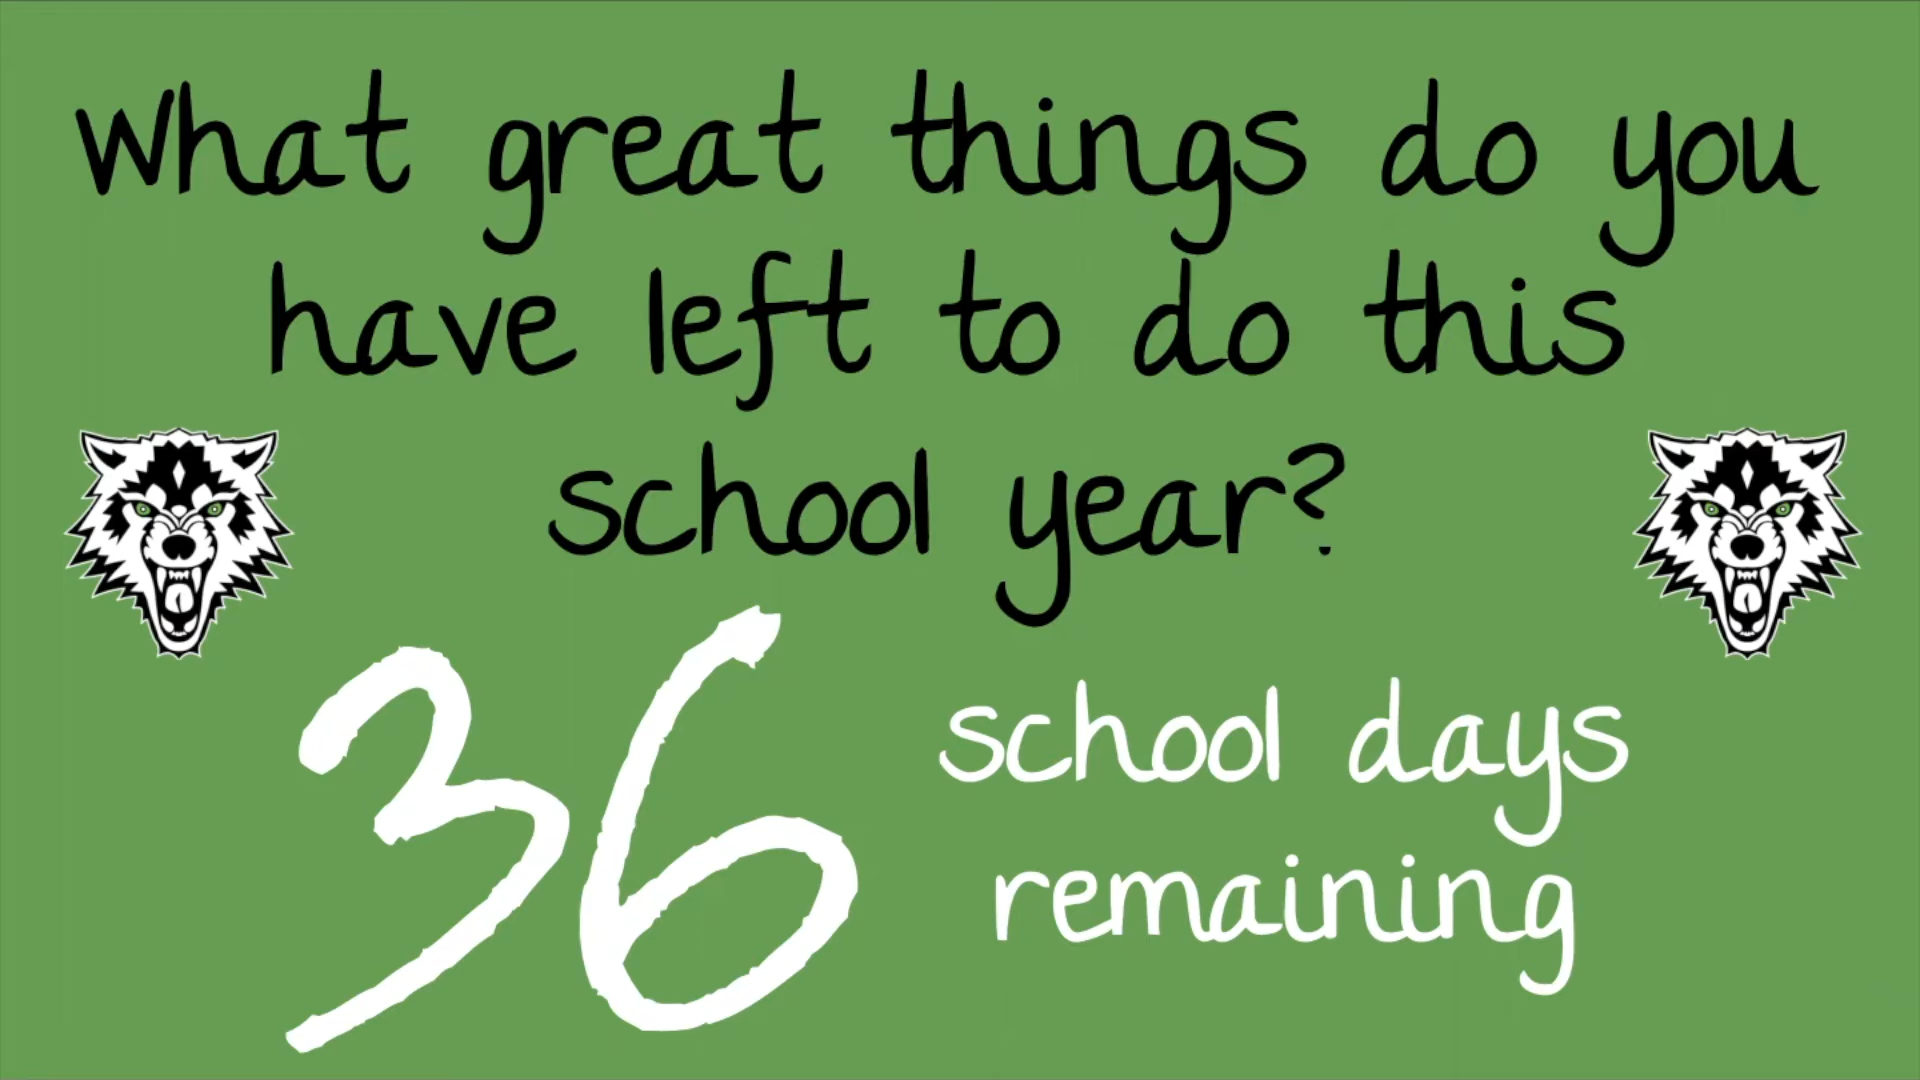 What great things do you
have left to do this
school year?
36
school days
remaining